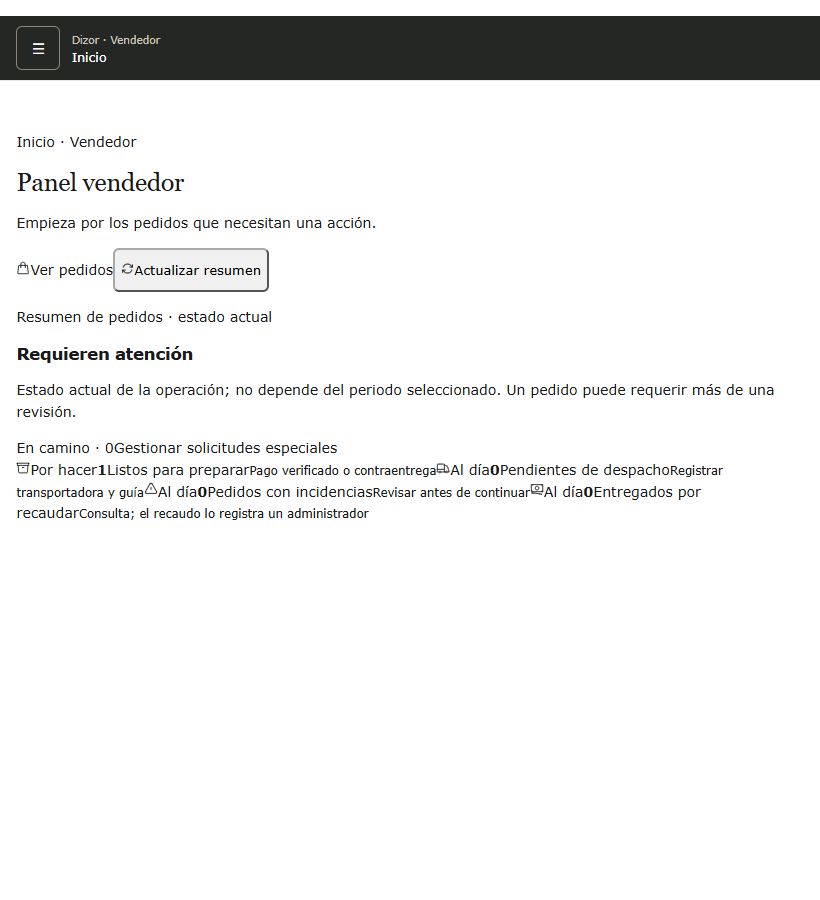 ☰
Dizor · Vendedor
Inicio
Inicio · Vendedor
Panel vendedor
Empieza por los pedidos que necesitan una acción.
Ver pedidos Actualizar resumen
Resumen de pedidos · estado actual
Requieren atención
Estado actual de la operación; no depende del periodo seleccionado. Un pedido puede requerir más de una
revisión.
En camino · 0Gestionar solicitudes especiales
Por hacer1Listos para prepararPago verificado o contraentregaAl día0Pendientes de despachoRegistrar
transportadora y guíaAl día0Pedidos con incidenciasRevisar antes de continuarAl día0Entregados por
recaudarConsulta; el recaudo lo registra un administrador